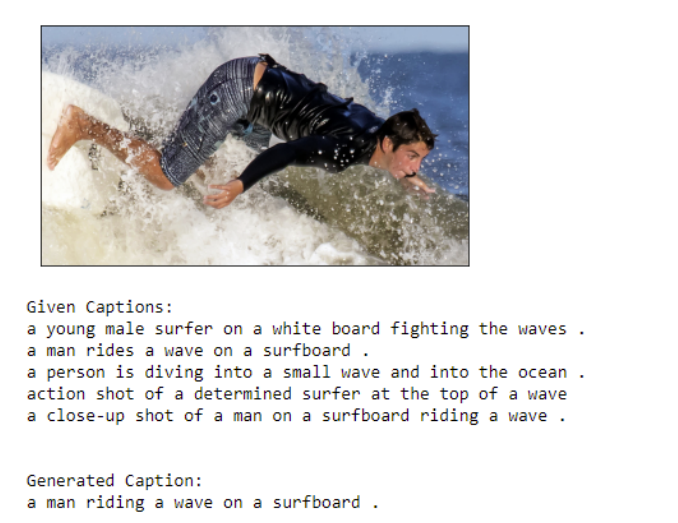 Given Captions:
a young male surfer on a white board fighting the waves .
a man rides a wave on a surfboard .
a person is diving into a small wave and into the ocean .
action shot of a determined surfer at the top of a wave
a close-up shot of a man on a surfboard riding a wave .
Generated Caption:
a man riding a wave on a surfboard .